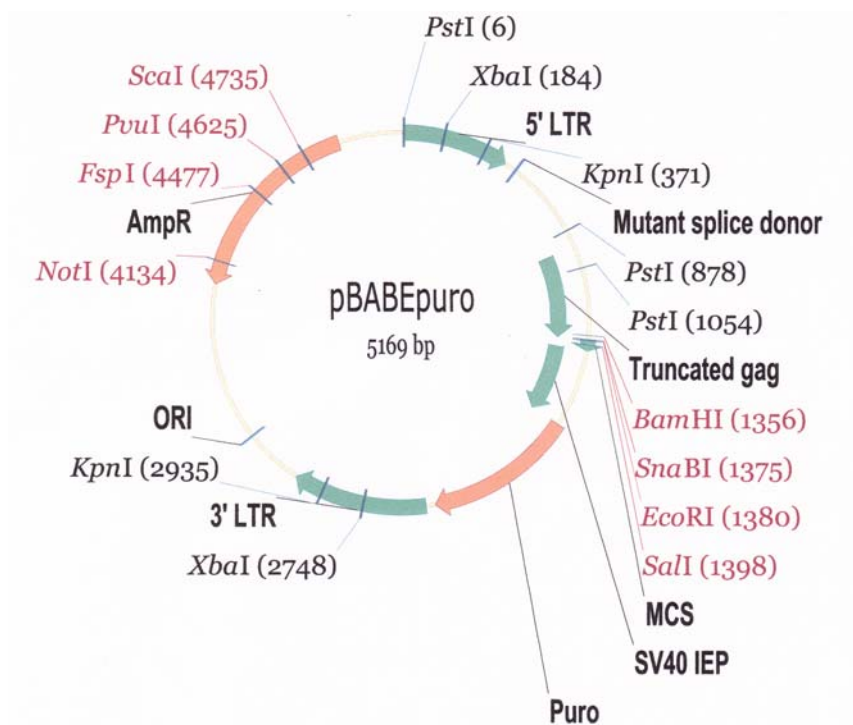 PstI (6)
XbaI (184)
5' LTR
KpnI (371)
Mutant splice donor
PstI (878)
PstI (1054)
Truncated gag
BamHI (1356)
SnaBI (1375)
EcoRI (1380)
SalI (1398)
MCS
SV40 IEP
Puro
XbaI (2748)
3' LTR
KpnI (2935)
ORI
NotI (4134)
AmpR
FspI (4477)
PvuI (4625)
ScaI (4735)
pBABEpuro
5169 bp